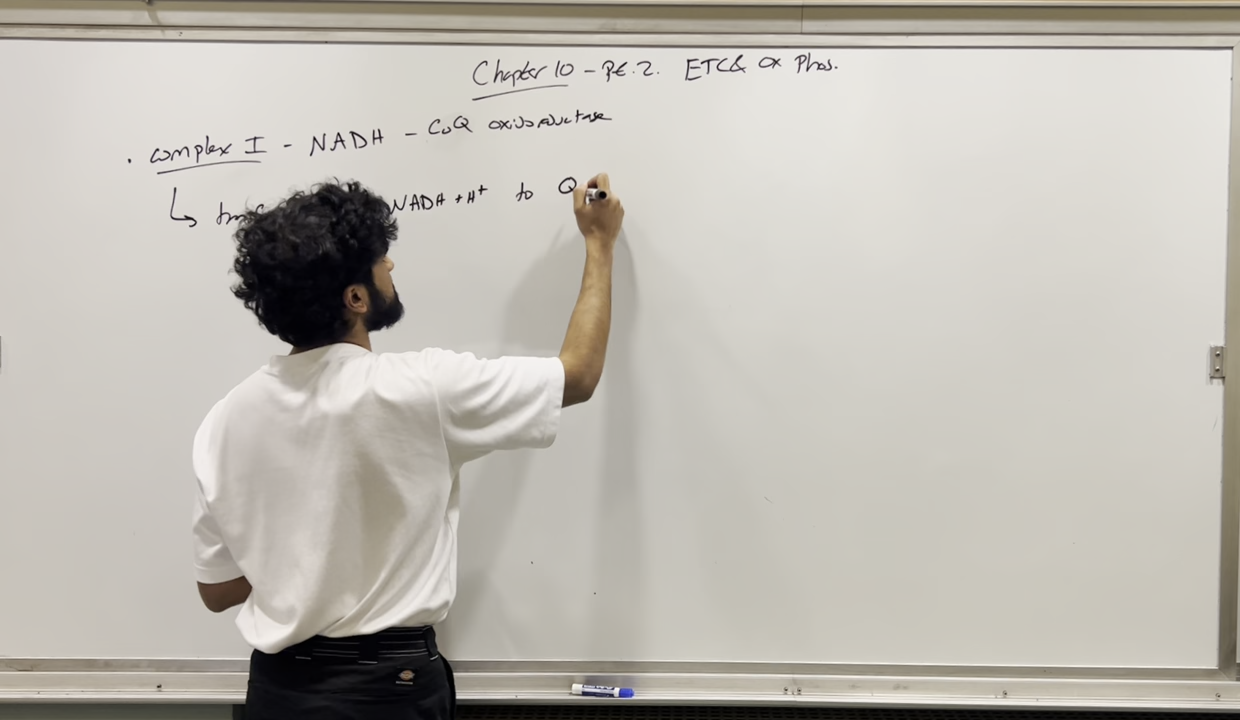 Chapter 10 - Pt. 2. ETC & Ox Phos.
. Complex I - NADH - CoQ oxidoreductase
↳ NADH + H⁺ to Q